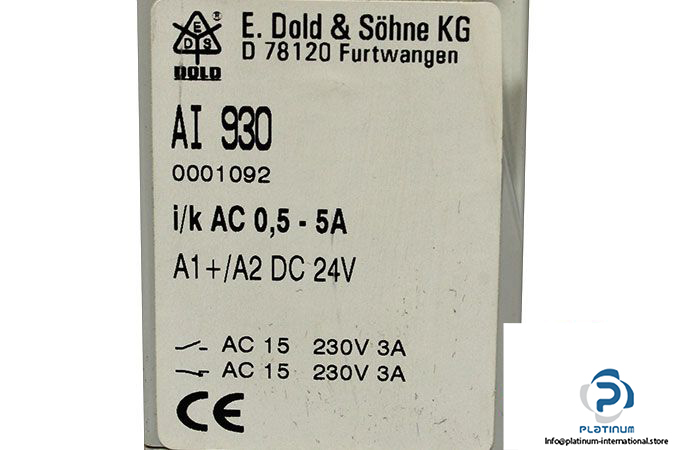 E D S
DOLD
E. Dold & Söhne KG
D 78120 Furtwangen
AI 930
0001092
i/k AC 0,5 - 5A
A1+/A2 DC 24V
AC 15 230V 3A
AC 15 230V 3A
CE
PLATINUM
Info@platinum-international.store